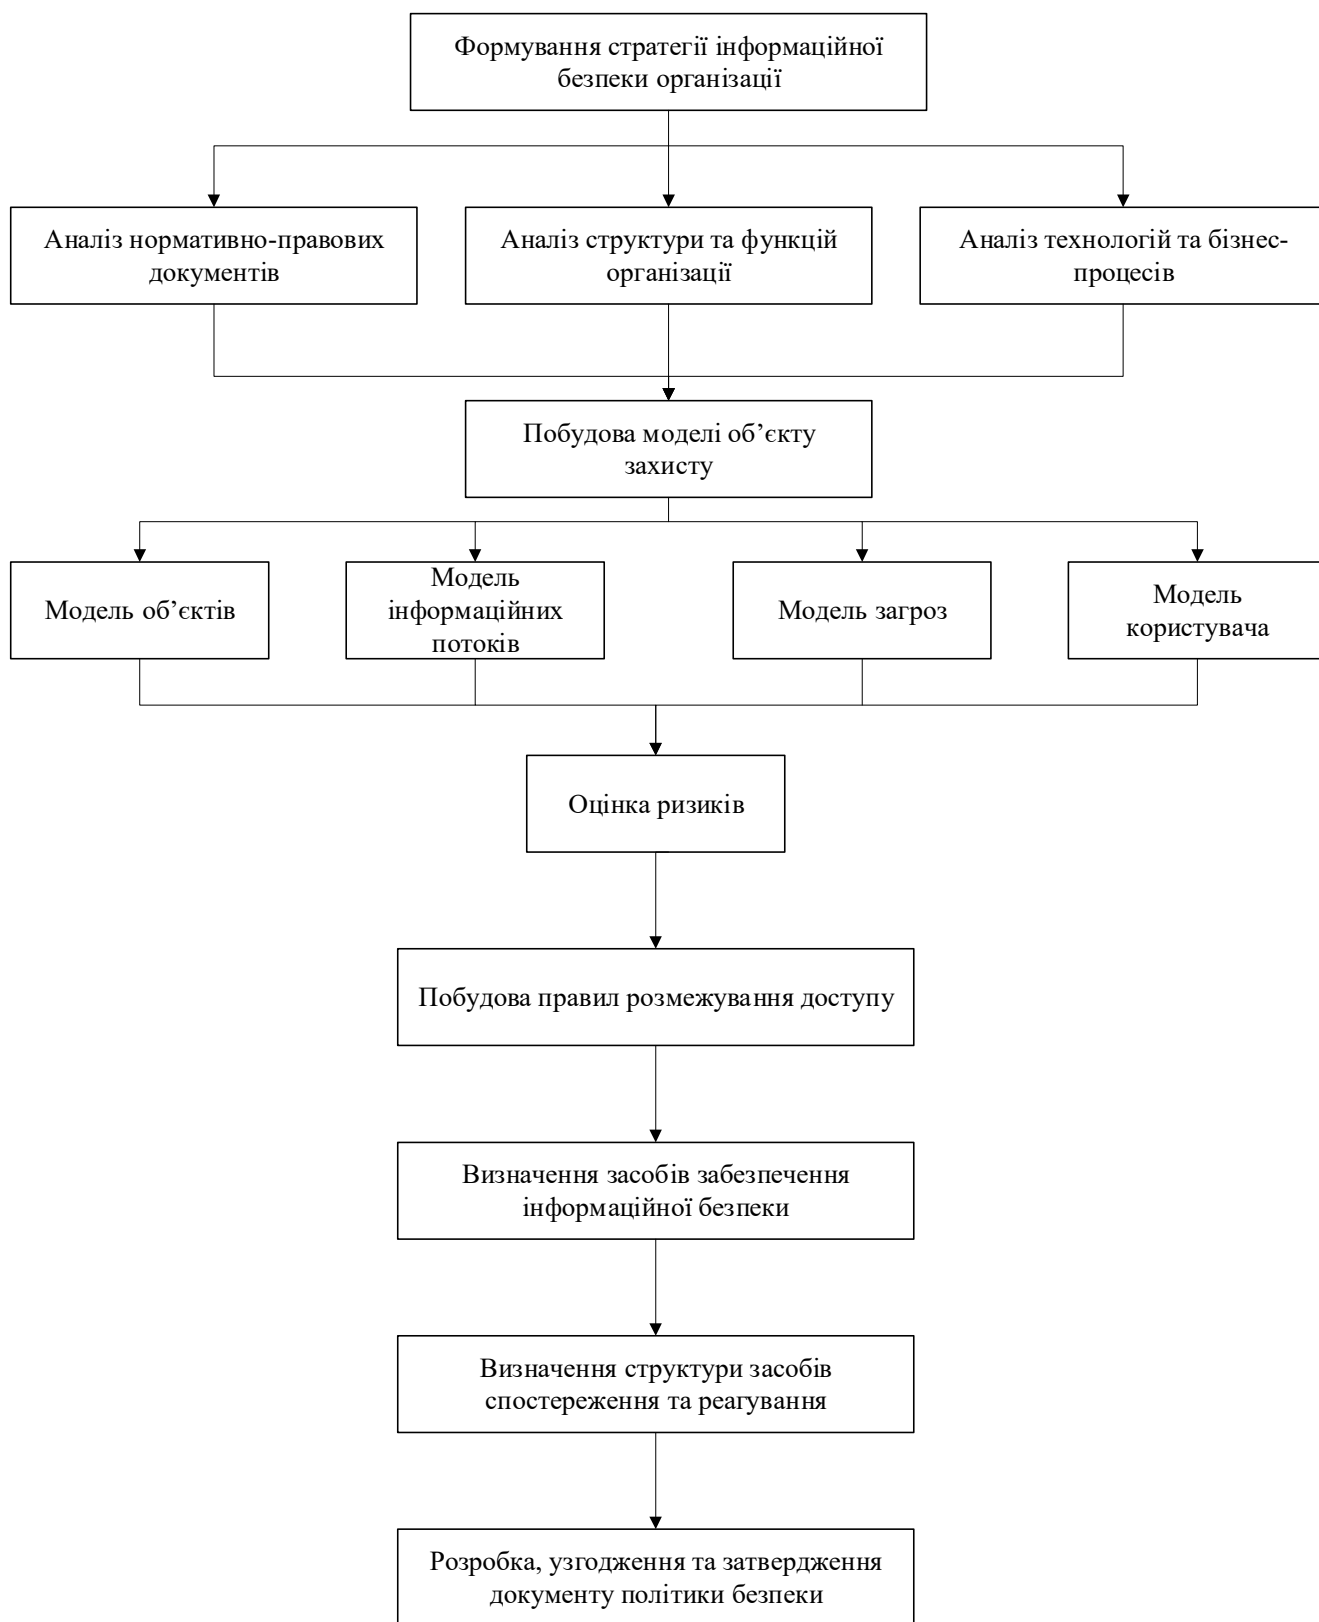 Формування стратегії інформаційної
безпеки організації
Аналіз нормативно-правових
документів
Аналіз структури та функцій
організації
Аналіз технологій та бізнес-
процесів
Побудова моделі об’єкту
захисту
Модель об’єктів
Модель
інформаційних
потоків
Модель загроз
Модель
користувача
Оцінка ризиків
Побудова правил розмежування доступу
Визначення засобів забезпечення
інформаційної безпеки
Визначення структури засобів
спостереження та реагування
Розробка, узгодження та затвердження
документу політики безпеки